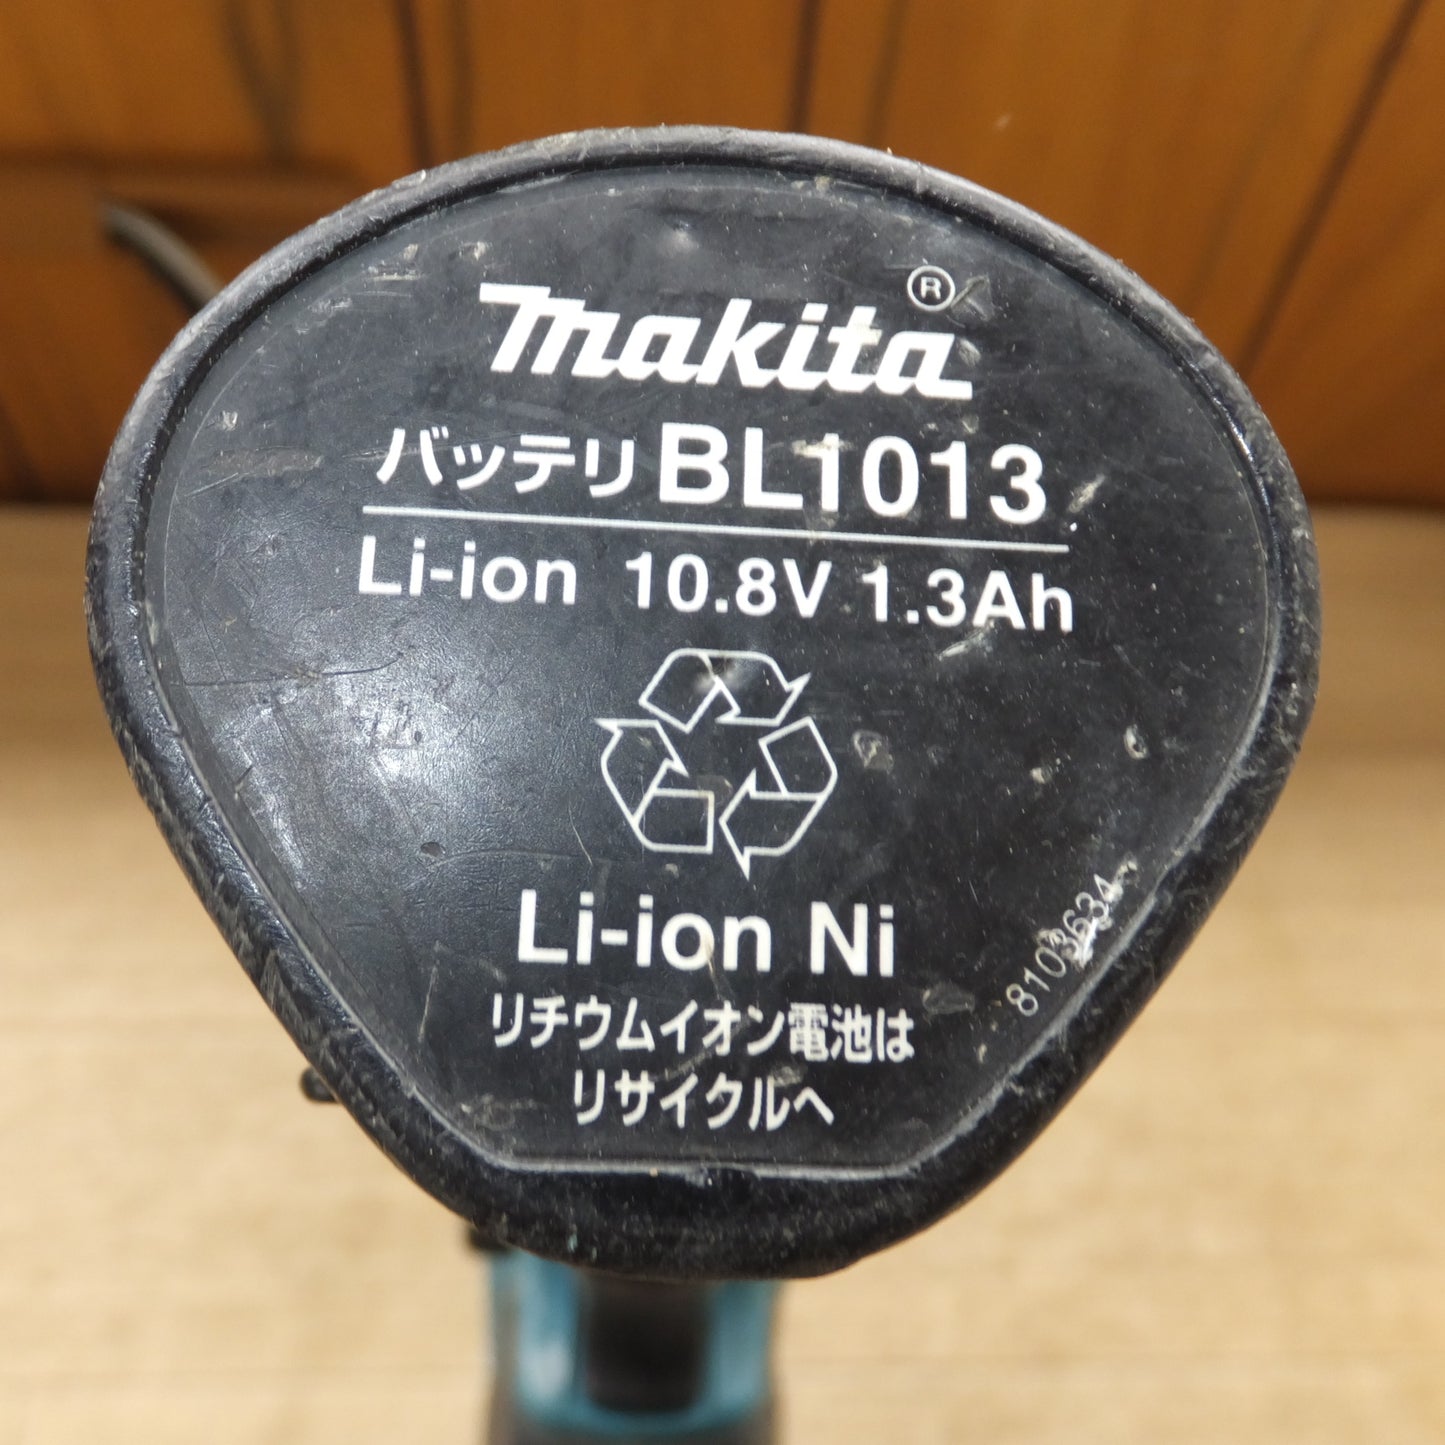 makita®
バッテリ BL1013
Li-ion 10.8V 1.3Ah
Li-ion Ni
リチウムイオン電池は
リサイクルへ
8103634